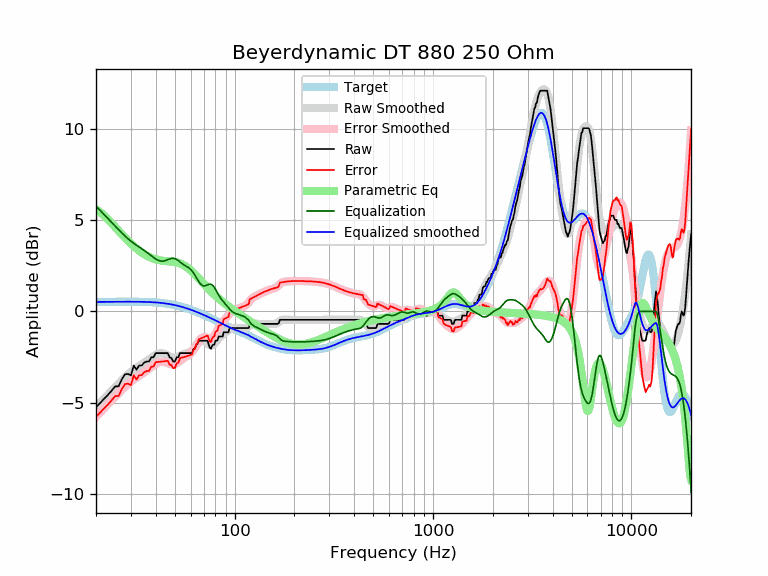 Beyerdynamic DT 880 250 Ohm
Target
Raw Smoothed
Error Smoothed
Raw
Error
Parametric Eq
Equalization
Equalized smoothed
10
5
0
−5
−10
Amplitude (dBr)
100
1000
10000
Frequency (Hz)